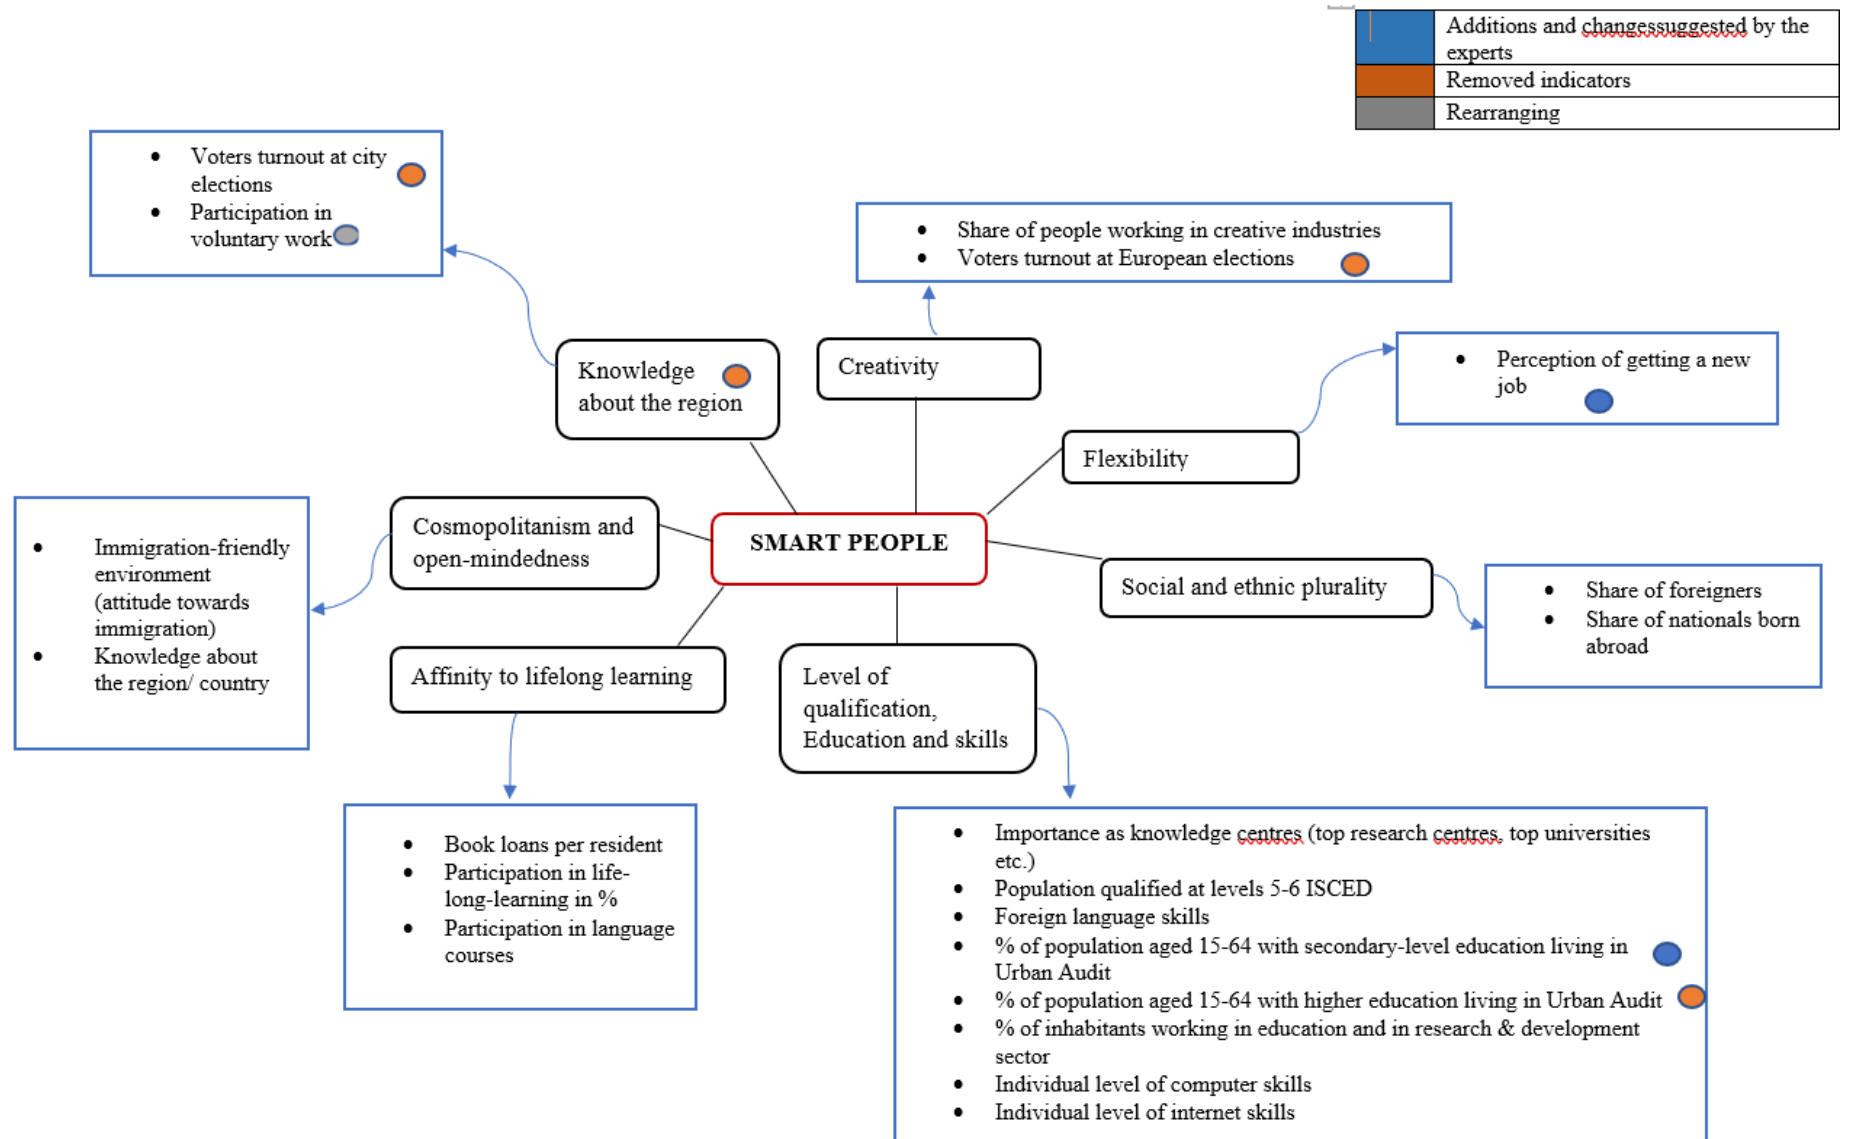 Additions and changessuggested by the
experts
Removed indicators
Rearranging
Voters turnout at city
elections
Participation in
voluntary work
Share of people working in creative industries
Voters turnout at European elections
Perception of getting a new
job
Knowledge
about the region
Creativity
Flexibility
Cosmopolitanism and
open-mindedness
SMART PEOPLE
Social and ethnic plurality
Immigration-friendly
environment
(attitude towards
immigration)
Knowledge about
the region/ country
Share of foreigners
Share of nationals born
abroad
Affinity to lifelong learning
Level of
qualification,
Education and skills
Book loans per resident
Participation in life-
long-learning in %
Participation in language
courses
Importance as knowledge centres (top research centres, top universities
etc.)
Population qualified at levels 5-6 ISCED
Foreign language skills
% of population aged 15-64 with secondary-level education living in
Urban Audit
% of population aged 15-64 with higher education living in Urban Audit
% of inhabitants working in education and in research & development
sector
Individual level of computer skills
Individual level of internet skills